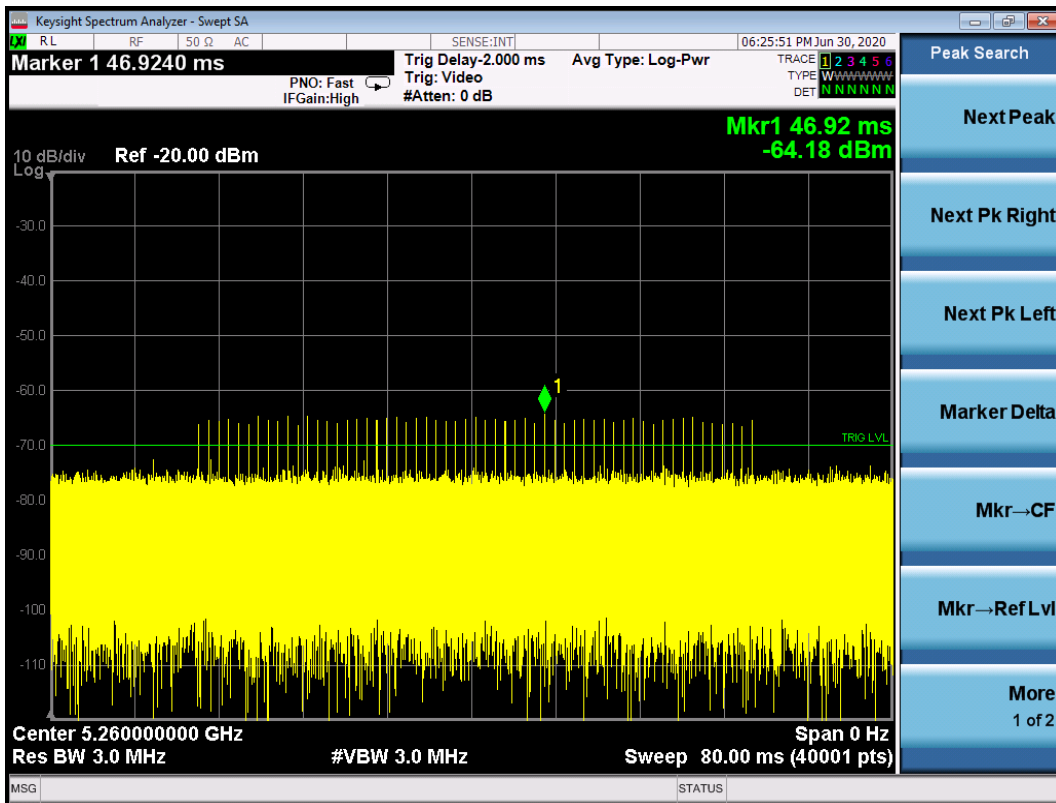 Keysight Spectrum Analyzer - Swept SA
LXI RL RF 50 Ω AC SENSE:INT 06:25:51 PM Jun 30, 2020
Marker 1 46.9240 ms
PNO: Fast
IFGain:High
Trig Delay-2.000 ms
Trig: Video
#Atten: 0 dB
Avg Type: Log-Pwr
TRACE 1 2 3 4 5 6
TYPE WWWWWW
DET N N N N N N
Mkr1 46.92 ms
-64.18 dBm
10 dB/div Ref -20.00 dBm
Log
-30.0
-40.0
-50.0
-60.0
1
-70.0
TRIG LVL
-80.0
-90.0
-100
-110
Center 5.260000000 GHz Span 0 Hz
Res BW 3.0 MHz #VBW 3.0 MHz Sweep 80.00 ms (40001 pts)
MSG STATUS
Peak Search
Next Peak
Next Pk Right
Next Pk Left
Marker Delta
Mkr→CF
Mkr→Ref Lvl
More
1 of 2